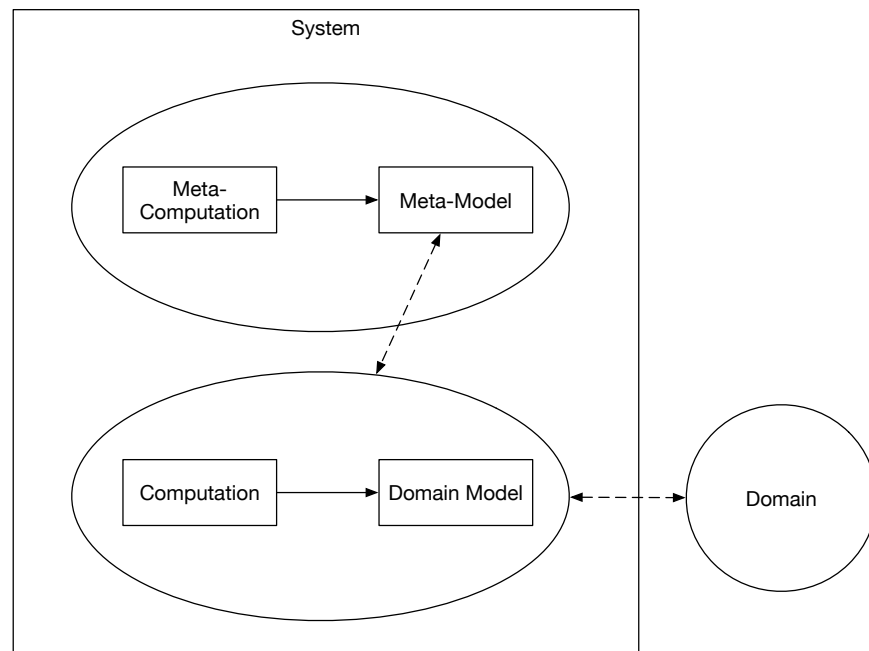 System
Meta-
Computation
Meta-Model
Computation
Domain Model
Domain